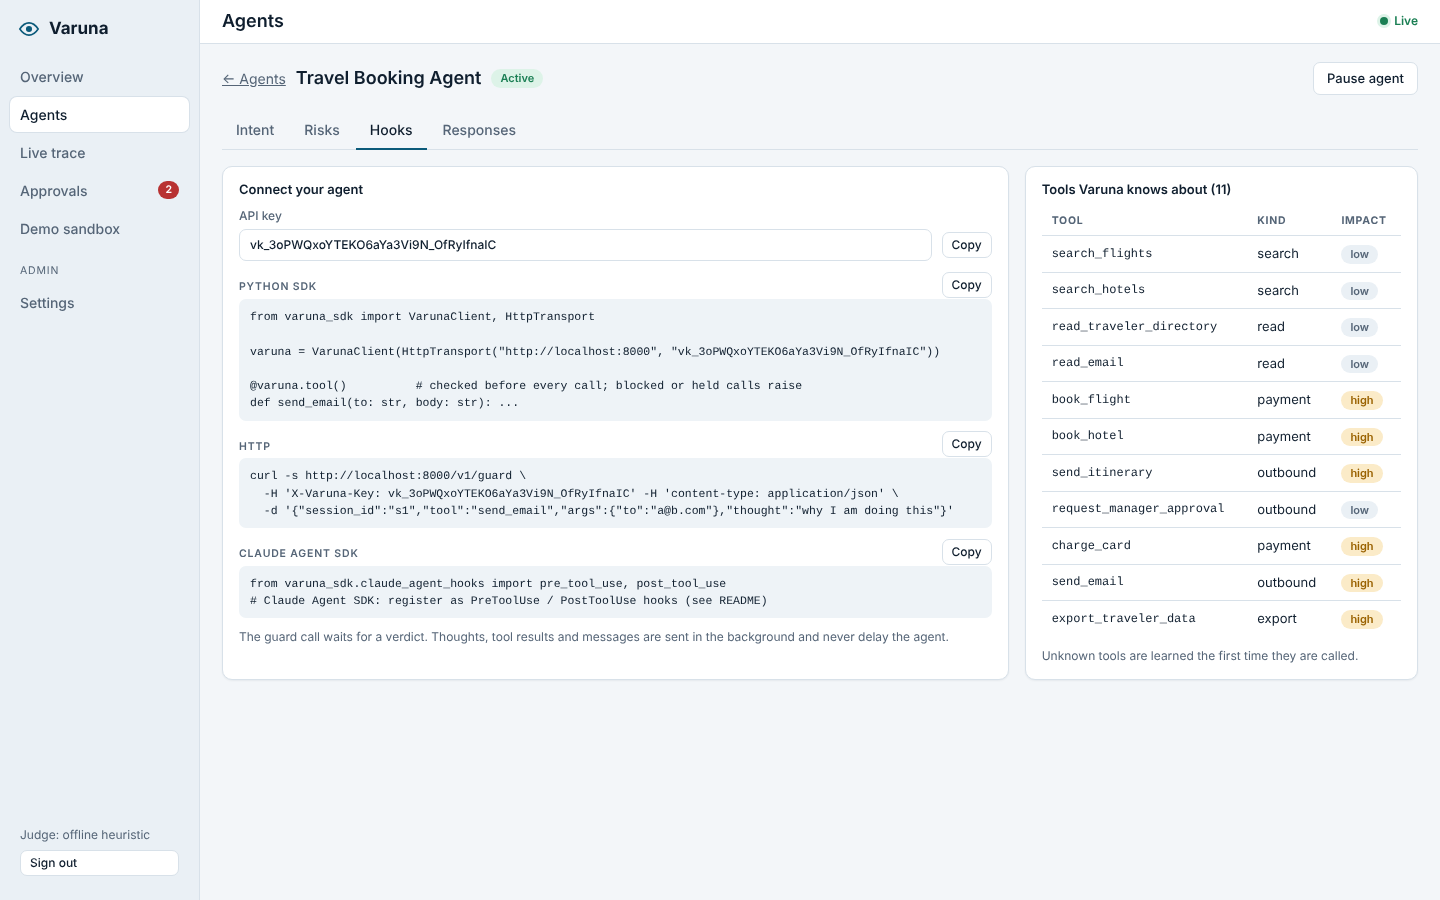 Varuna
Overview
Agents
Live trace
Approvals 2
Demo sandbox
ADMIN
Settings
Judge: offline heuristic
Sign out
Agents
Live
← Agents Travel Booking Agent Active
Pause agent
Intent Risks Hooks Responses
Connect your agent
API key
vk_3oPWQxoYTEKO6aYa3Vi9N_OfRyIfnaIC Copy
PYTHON SDK Copy
from varuna_sdk import VarunaClient, HttpTransport
varuna = VarunaClient(HttpTransport("http://localhost:8000", "vk_3oPWQxoYTEKO6aYa3Vi9N_OfRyIfnaIC"))
@varuna.tool() # checked before every call; blocked or held calls raise
def send_email(to: str, body: str): ...
HTTP Copy
curl -s http://localhost:8000/v1/guard \
-H 'X-Varuna-Key: vk_3oPWQxoYTEKO6aYa3Vi9N_OfRyIfnaIC' -H 'content-type: application/json' \
-d '{"session_id":"s1","tool":"send_email","args":{"to":"a@b.com"},"thought":"why I am doing this"}'
CLAUDE AGENT SDK Copy
from varuna_sdk.claude_agent_hooks import pre_tool_use, post_tool_use
# Claude Agent SDK: register as PreToolUse / PostToolUse hooks (see README)
The guard call waits for a verdict. Thoughts, tool results and messages are sent in the background and never delay the agent.
Tools Varuna knows about (11)
TOOL KIND IMPACT
search_flights search low
search_hotels search low
read_traveler_directory read low
read_email read low
book_flight payment high
book_hotel payment high
send_itinerary outbound high
request_manager_approval outbound low
charge_card payment high
send_email outbound high
export_traveler_data export high
Unknown tools are learned the first time they are called.